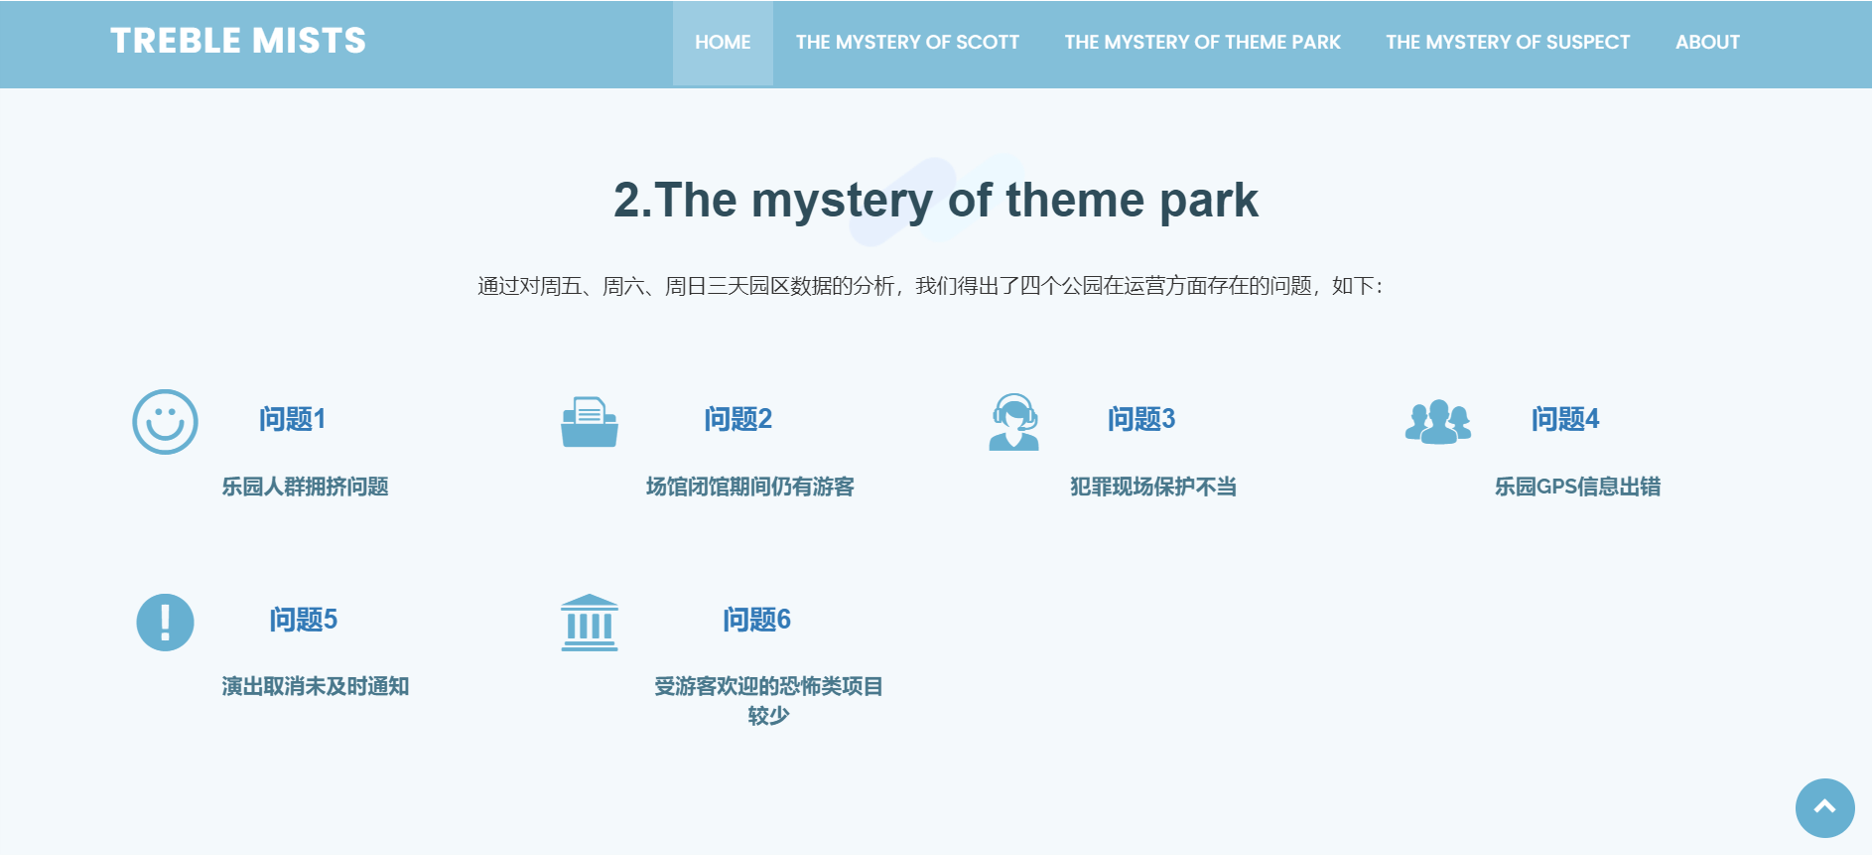 TREBLE MISTS
HOME
THE MYSTERY OF SCOTT
THE MYSTERY OF THEME PARK
THE MYSTERY OF SUSPECT
ABOUT
2.The mystery of theme park
通过对周五、周六、周日三天园区数据的分析，我们得出了四个公园在运营方面存在的问题，如下：
问题1
乐园人群拥挤问题
问题2
场馆闭馆期间仍有游客
问题3
犯罪现场保护不当
问题4
乐园GPS信息出错
问题5
演出取消未及时通知
问题6
受游客欢迎的恐怖类项目
较少